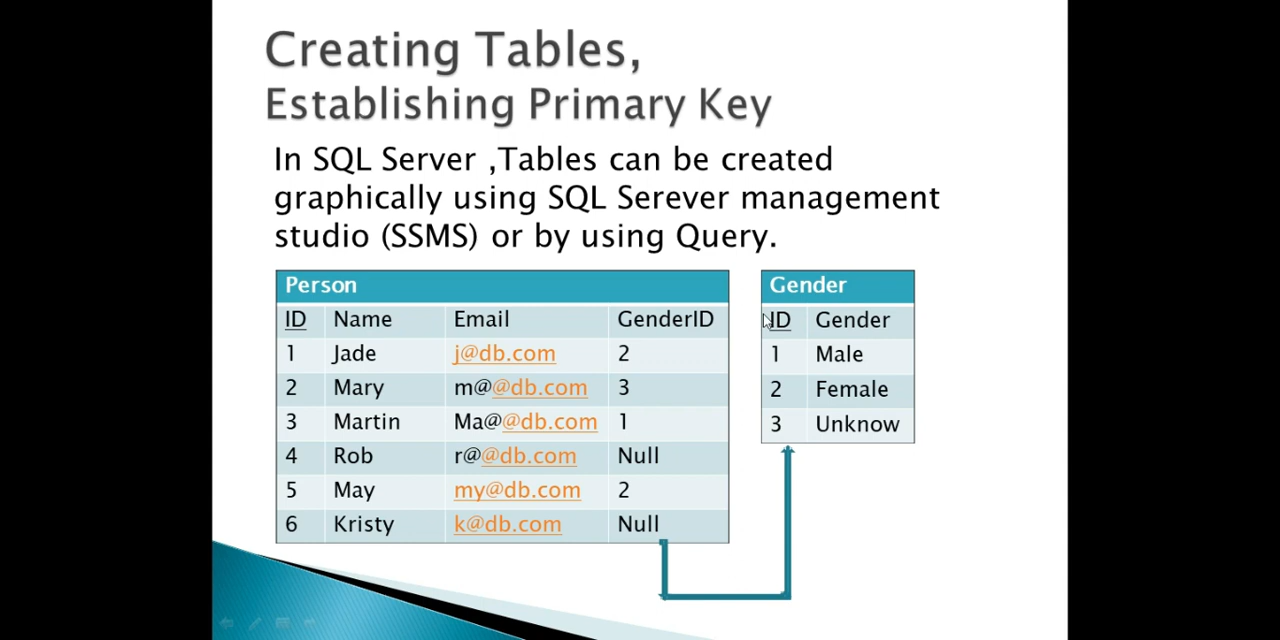 Creating Tables,
Establishing Primary Key
In SQL Server ,Tables can be created
graphically using SQL Serever management
studio (SSMS) or by using Query.
Person
ID Name Email GenderID
1 Jade j@db.com 2
2 Mary m@@db.com 3
3 Martin Ma@@db.com 1
4 Rob r@@db.com Null
5 May my@db.com 2
6 Kristy k@db.com Null
Gender
ID Gender
1 Male
2 Female
3 Unknow